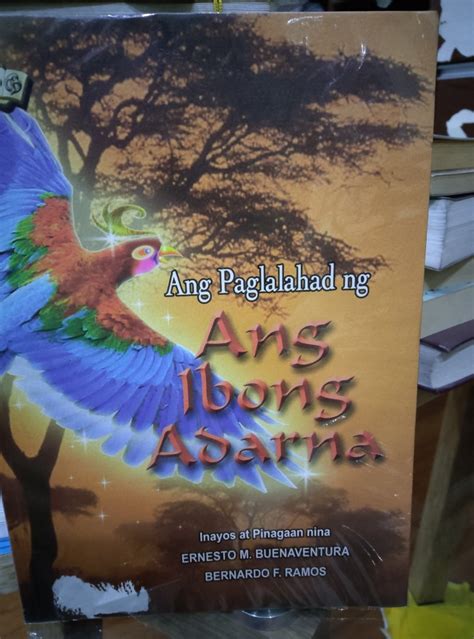 Ang Paglalahad ng
Ang
Ibong
Adarna
Inayos at Pinagaan nina
ERNESTO M. BUENAVENTURA
BERNARDO F. RAMOS